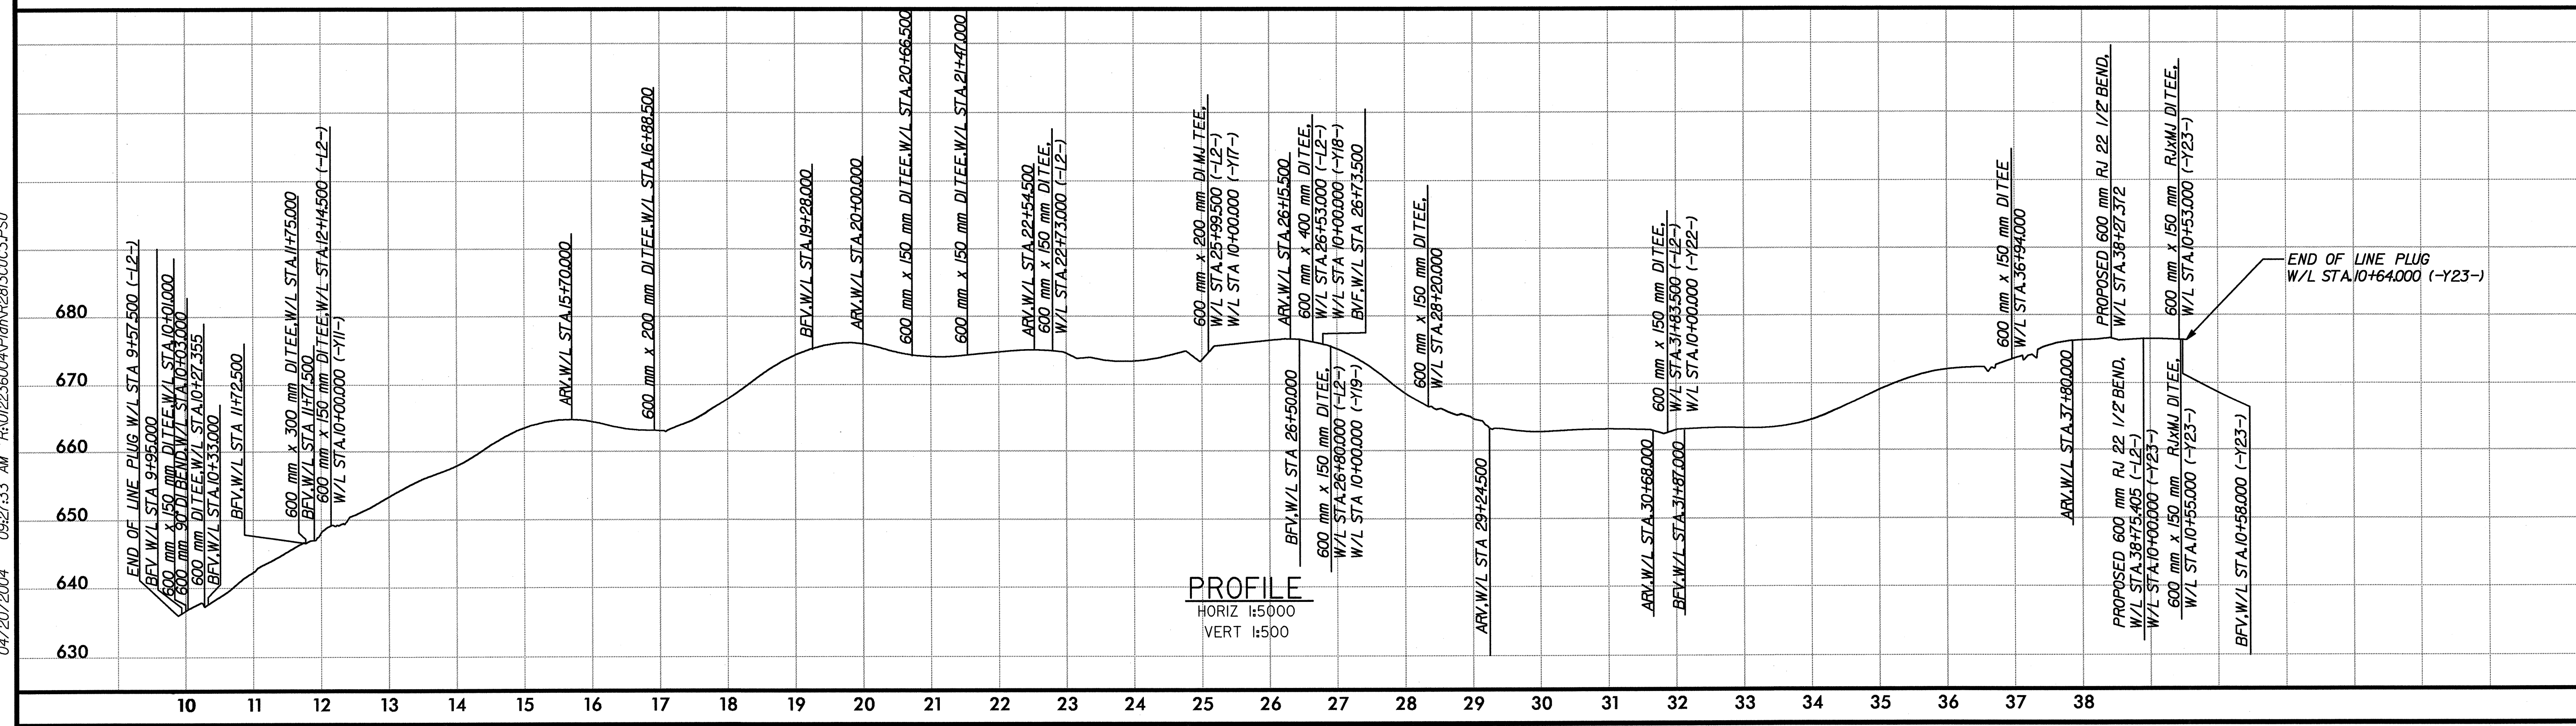 04/20/2004 09:27:33 AM R:\01223600\4\Plan\R2813C0C3.PSU
END OF LINE PLUG W/L STA 9+57.500 (-L2-)
BFV W/L STA 9+95.000
600 mm x 150 mm DI TEE,W/L STA.10+01.000
600 mm 90° DI BEND,W/L STA.10+03.000
600 mm DI TEE,W/L STA.10+27.355
BFV,W/L STA.10+33.000
BFV,W/L STA 11+72.500
600 mm x 300 mm DI TEE,W/L STA.11+75.000
BFV,W/L STA 11+77.500
600 mm x 150 mm DI TEE,W/L STA.12+14.500 (-L2-)
W/L STA.10+00.000 (-Y11-)
ARV,W/L STA.15+70.000
600 mm x 200 mm DI TEE,W/L STA.16+88.500
BFV,W/L STA.19+28.000
ARV,W/L STA.20+00.000
600 mm x 150 mm DI TEE,W/L STA.20+66.500
600 mm x 150 mm DI TEE,W/L STA.21+47.000
ARV,W/L STA.22+54.500
600 mm x 150 mm DI TEE,
W/L STA.22+73.000 (-L2-)
600 mm x 200 mm DI MJ TEE,
W/L STA.25+99.500 (-L2-)
W/L STA 10+00.000 (-Y17-)
ARV,W/L STA.26+15.500
600 mm x 400 mm DI TEE,
W/L STA.26+53.000 (-L2-)
W/L STA 10+00.000 (-Y18-)
BVF,W/L STA 26+73.500
BFV,W/L STA 26+50.000
600 mm x 150 mm DI TEE,
W/L STA.26+80.000 (-L2-)
W/L STA 10+00.000 (-Y19-)
600 mm x 150 mm DI TEE,
W/L STA.28+20.000
ARV,W/L STA 29+24.500
ARV,W/L STA.30+68.000
600 mm x 150 mm DI TEE,
W/L STA.31+83.500 (-L2-)
W/L STA.10+00.000 (-Y22-)
BFV,W/L STA.31+87.000
600 mm x 150 mm DI TEE
W/L STA.36+94.000
ARV,W/L STA.37+80.000
PROPOSED 600 mm RJ 22 1/2° BEND,
W/L STA.38+27.372
PROPOSED 600 mm RJ 22 1/2° BEND,
W/L STA.38+75.405 (-L2-)
W/L STA.10+00.000 (-Y23-)
600 mm x 150 mm RJxMJ DI TEE,
W/L STA.10+53.000 (-Y23-)
600 mm x 150 mm RJxMJ DI TEE,
W/L STA.10+55.000 (-Y23-)
BFV,W/L STA.10+58.000 (-Y23-)
END OF LINE PLUG
W/L STA.10+64.000 (-Y23-)
680
670
660
650
640
630
PROFILE
HORIZ 1:5000
VERT 1:500
10 11 12 13 14 15 16 17 18 19 20 21 22 23 24 25 26 27 28 29 30 31 32 33 34 35 36 37 38